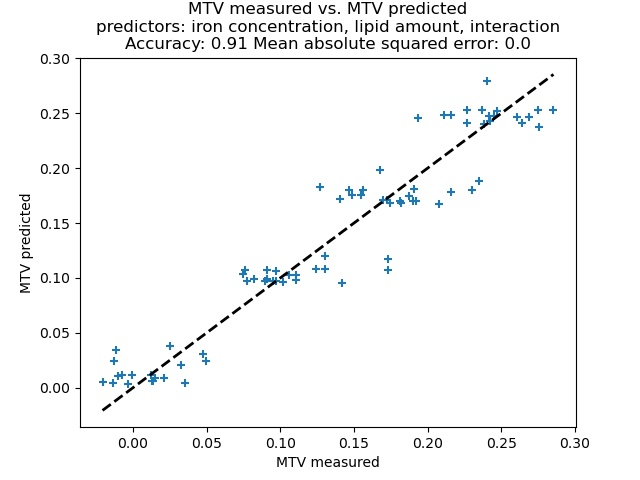 MTV measured vs. MTV predicted
predictors: iron concentration, lipid amount, interaction
Accuracy: 0.91 Mean absolute squared error: 0.0
0.30
0.25
0.20
0.15
0.10
0.05
0.00
MTV predicted
0.00 0.05 0.10 0.15 0.20 0.25 0.30
MTV measured